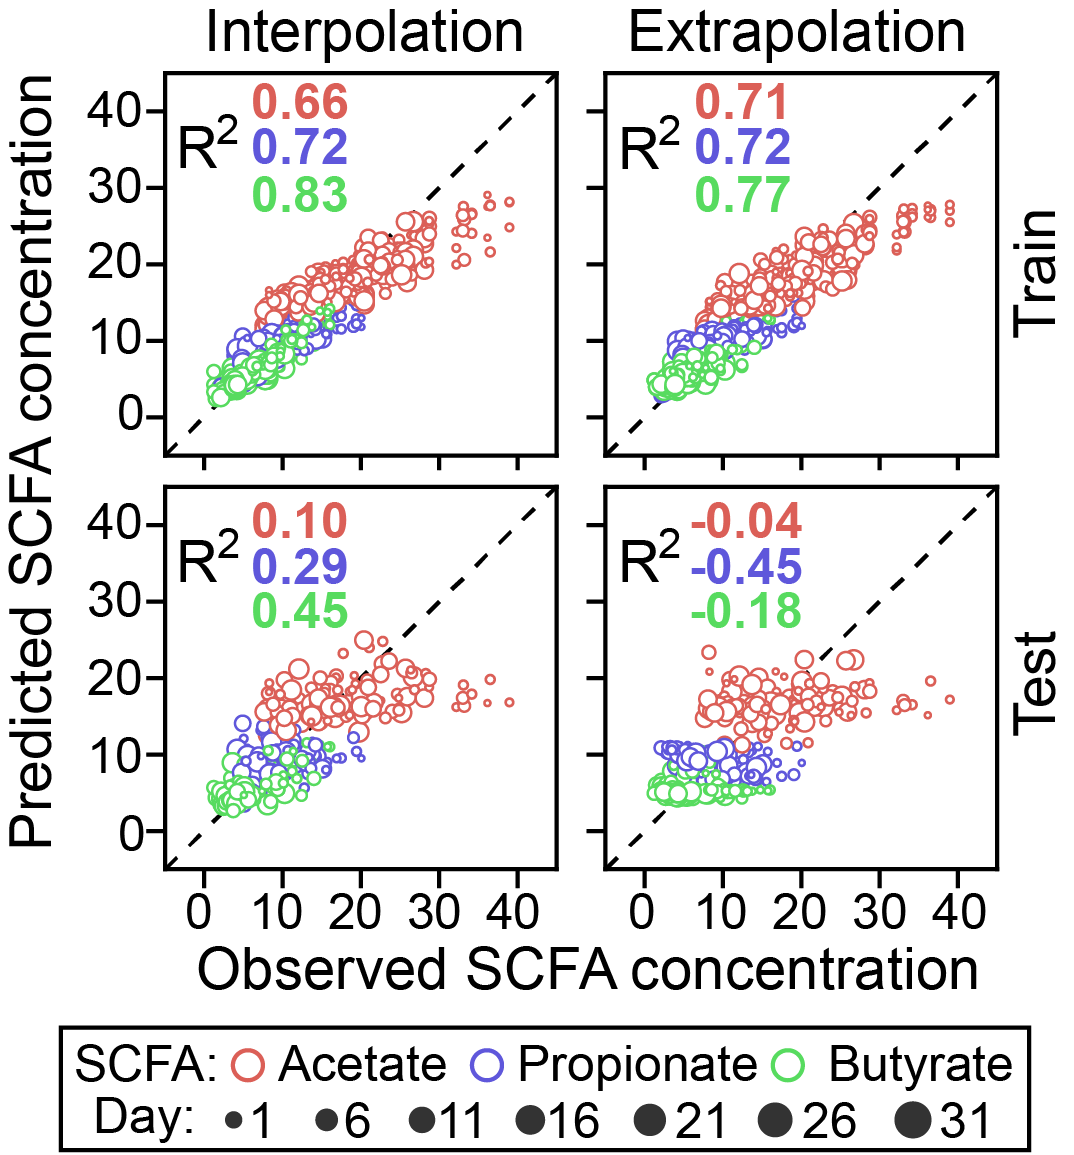 Interpolation Extrapolation
Predicted SCFA concentration
40
30
20
10
0
R2
0.66
0.72
0.83
R2
0.71
0.72
0.77
Train
40
30
20
10
0
R2
0.10
0.29
0.45
R2
-0.04
-0.45
-0.18
Test
0 10 20 30 40 0 10 20 30 40
Observed SCFA concentration
SCFA: Acetate Propionate Butyrate
Day: 1 6 11 16 21 26 31